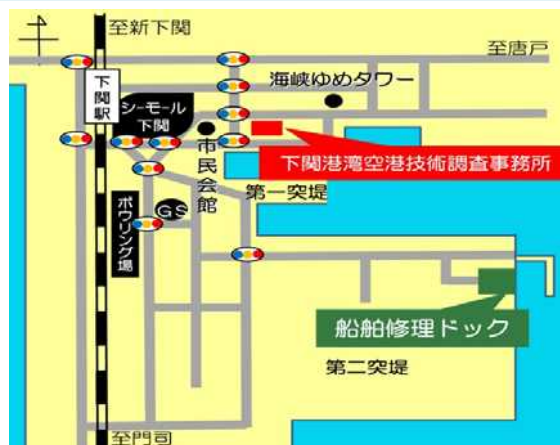 至新下関
至唐戸
海峡ゆめタワー
下関駅
シーモール
下関
市民会館
下関港湾空港技術調査事務所
第一突堤
GS
ボウリング場
船舶修理ドック
第二突堤
至門司